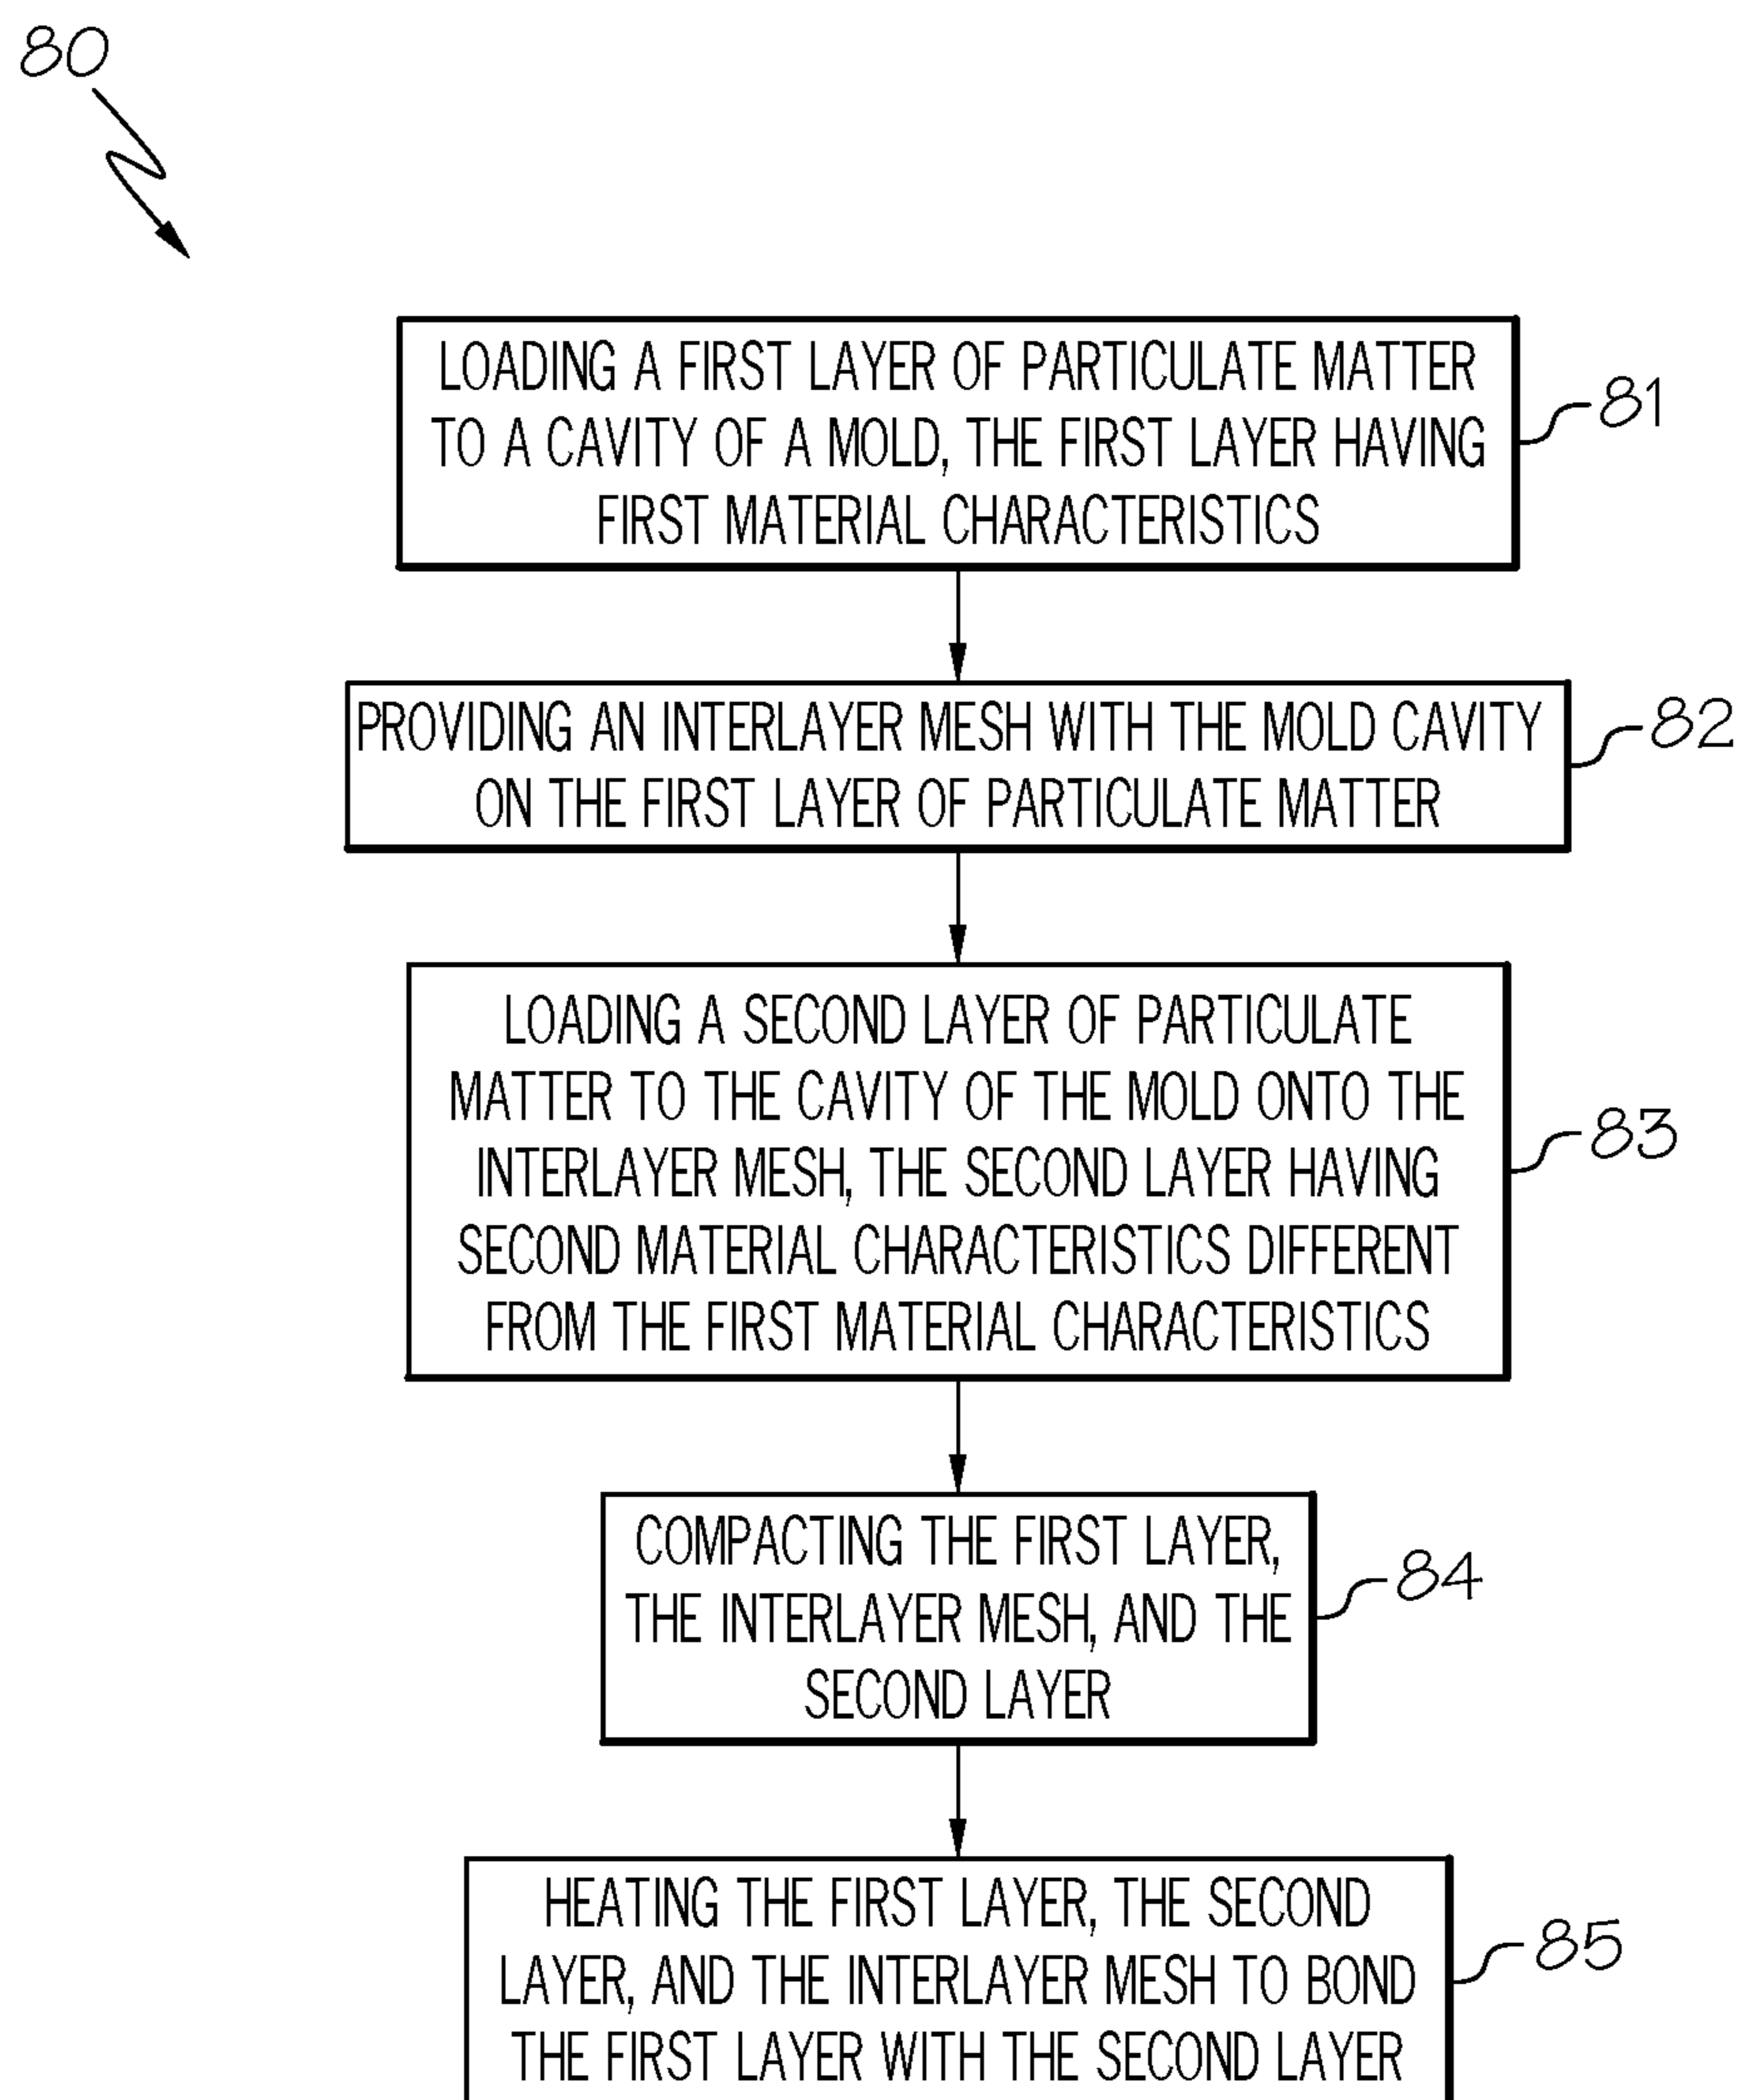 80
LOADING A FIRST LAYER OF PARTICULATE MATTER
TO A CAVITY OF A MOLD, THE FIRST LAYER HAVING
FIRST MATERIAL CHARACTERISTICS
81
PROVIDING AN INTERLAYER MESH WITH THE MOLD CAVITY
ON THE FIRST LAYER OF PARTICULATE MATTER
82
LOADING A SECOND LAYER OF PARTICULATE
MATTER TO THE CAVITY OF THE MOLD ONTO THE
INTERLAYER MESH, THE SECOND LAYER HAVING
SECOND MATERIAL CHARACTERISTICS DIFFERENT
FROM THE FIRST MATERIAL CHARACTERISTICS
83
COMPACTING THE FIRST LAYER,
THE INTERLAYER MESH, AND THE
SECOND LAYER
84
HEATING THE FIRST LAYER, THE SECOND
LAYER, AND THE INTERLAYER MESH TO BOND
THE FIRST LAYER WITH THE SECOND LAYER
85